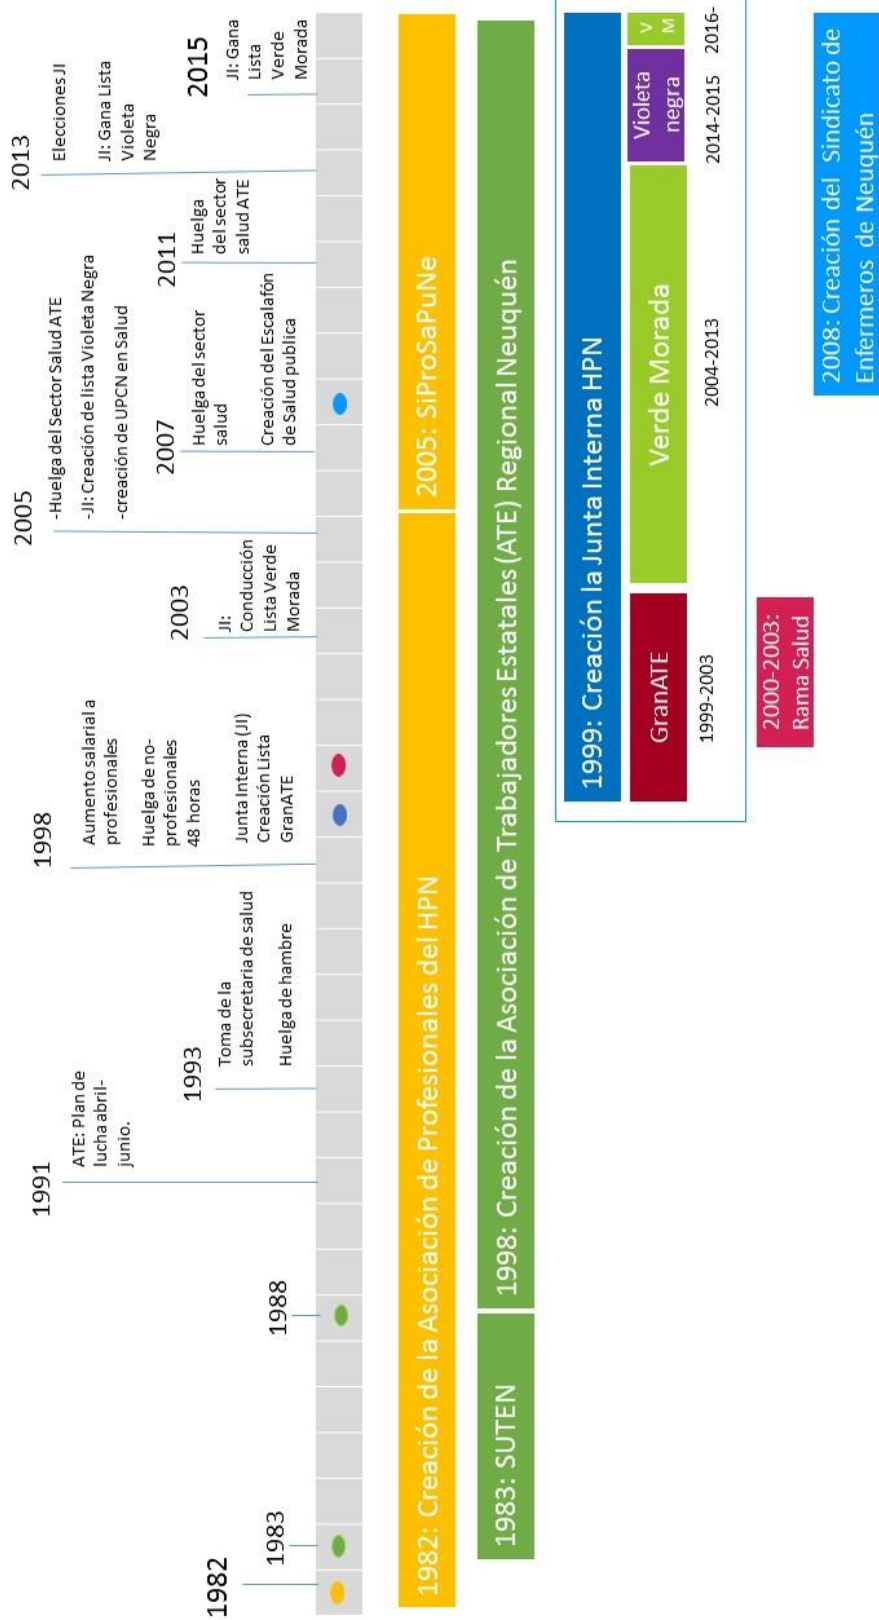 1982
1983
1988
1991
ATE: Plan de
lucha abril-
junio.
1993
Toma de la
subsecretaria de salud
Huelga de hambre
1998
Aumento salarial a
profesionales
Huelga de no-
profesionales
48 horas
Junta Interna (JI)
Creación Lista
GranATE
2003
JI:
Conducción
Lista Verde
Morada
2005
-Huelga del Sector Salud ATE
-JI: Creación de lista Violeta Negra
-creación de UPCN en Salud
2007
Huelga del sector
salud
Creación del Escalafón
de Salud publica
2011
Huelga
del sector
salud ATE
2013
Elecciones JI
JI: Gana Lista
Violeta
Negra
2015
JI: Gana
Lista
Verde
Morada
1982: Creación de la Asociación de Profesionales del HPN
2005: SiProSaPuNe
1983: SUTEN
1998: Creación de la Asociación de Trabajadores Estatales (ATE) Regional Neuquén
1999: Creación la Junta Interna HPN
GranATE
Verde Morada
Violeta
negra
V
M
1999-2003
2004-2013
2014-2015
2016-
2000-2003:
Rama Salud
2008: Creación del Sindicato de
Enfermeros de Neuquén